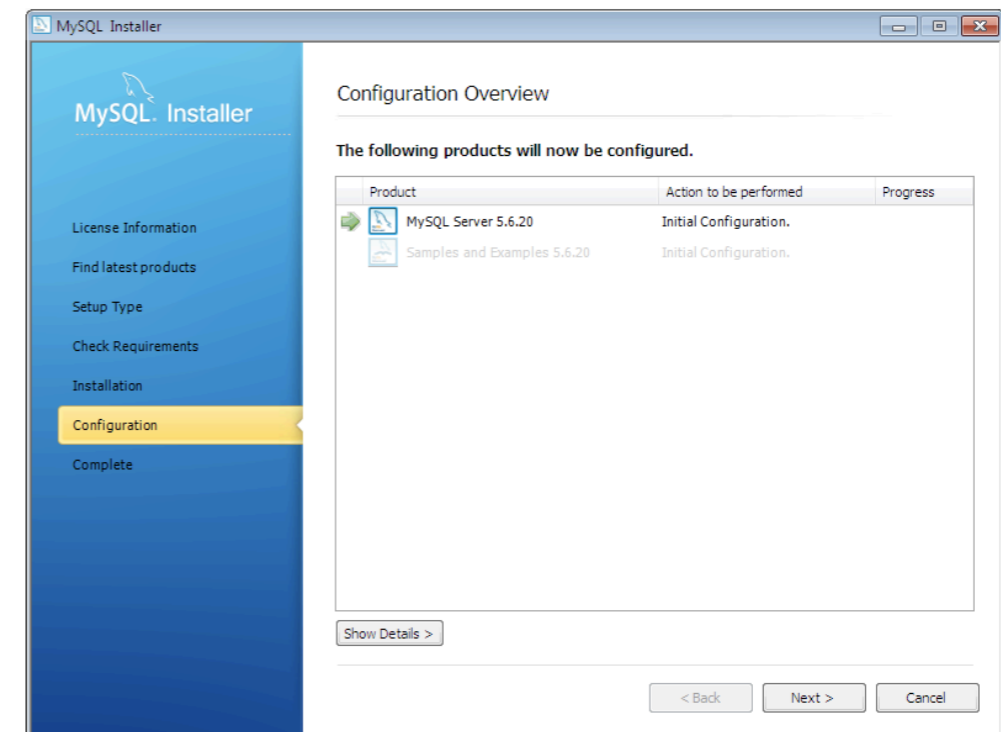 MySQL Installer
MySQL. Installer
License Information
Find latest products
Setup Type
Check Requirements
Installation
Configuration
Complete
Configuration Overview
The following products will now be configured.
Product Action to be performed Progress
MySQL Server 5.6.20 Initial Configuration.
Samples and Examples 5.6.20 Initial Configuration.
Show Details >
< Back Next > Cancel